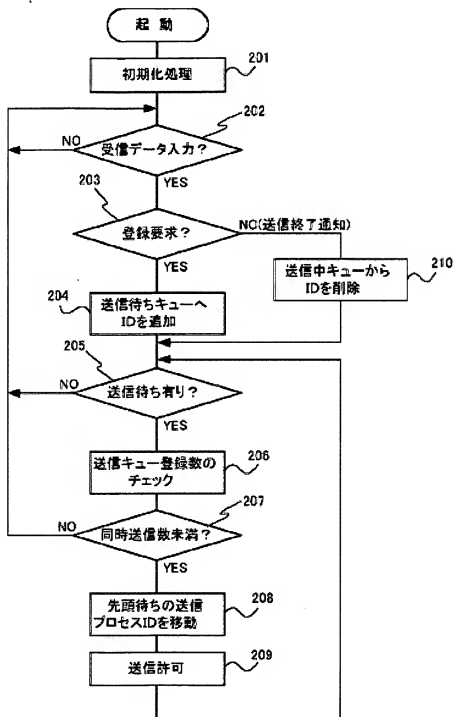 起 動
初期化処理
201
202
受信データ入力？
NO
YES
203
登録要求？
NO(送信終了通知)
YES
送信中キューから
IDを削除
210
204
送信待ちキューへ
IDを追加
205
送信待ち有り？
NO
YES
送信キュー登録数の
チェック
206
207
同時送信数未満？
NO
YES
先頭待ちの送信
プロセスIDを移動
208
送信許可
209